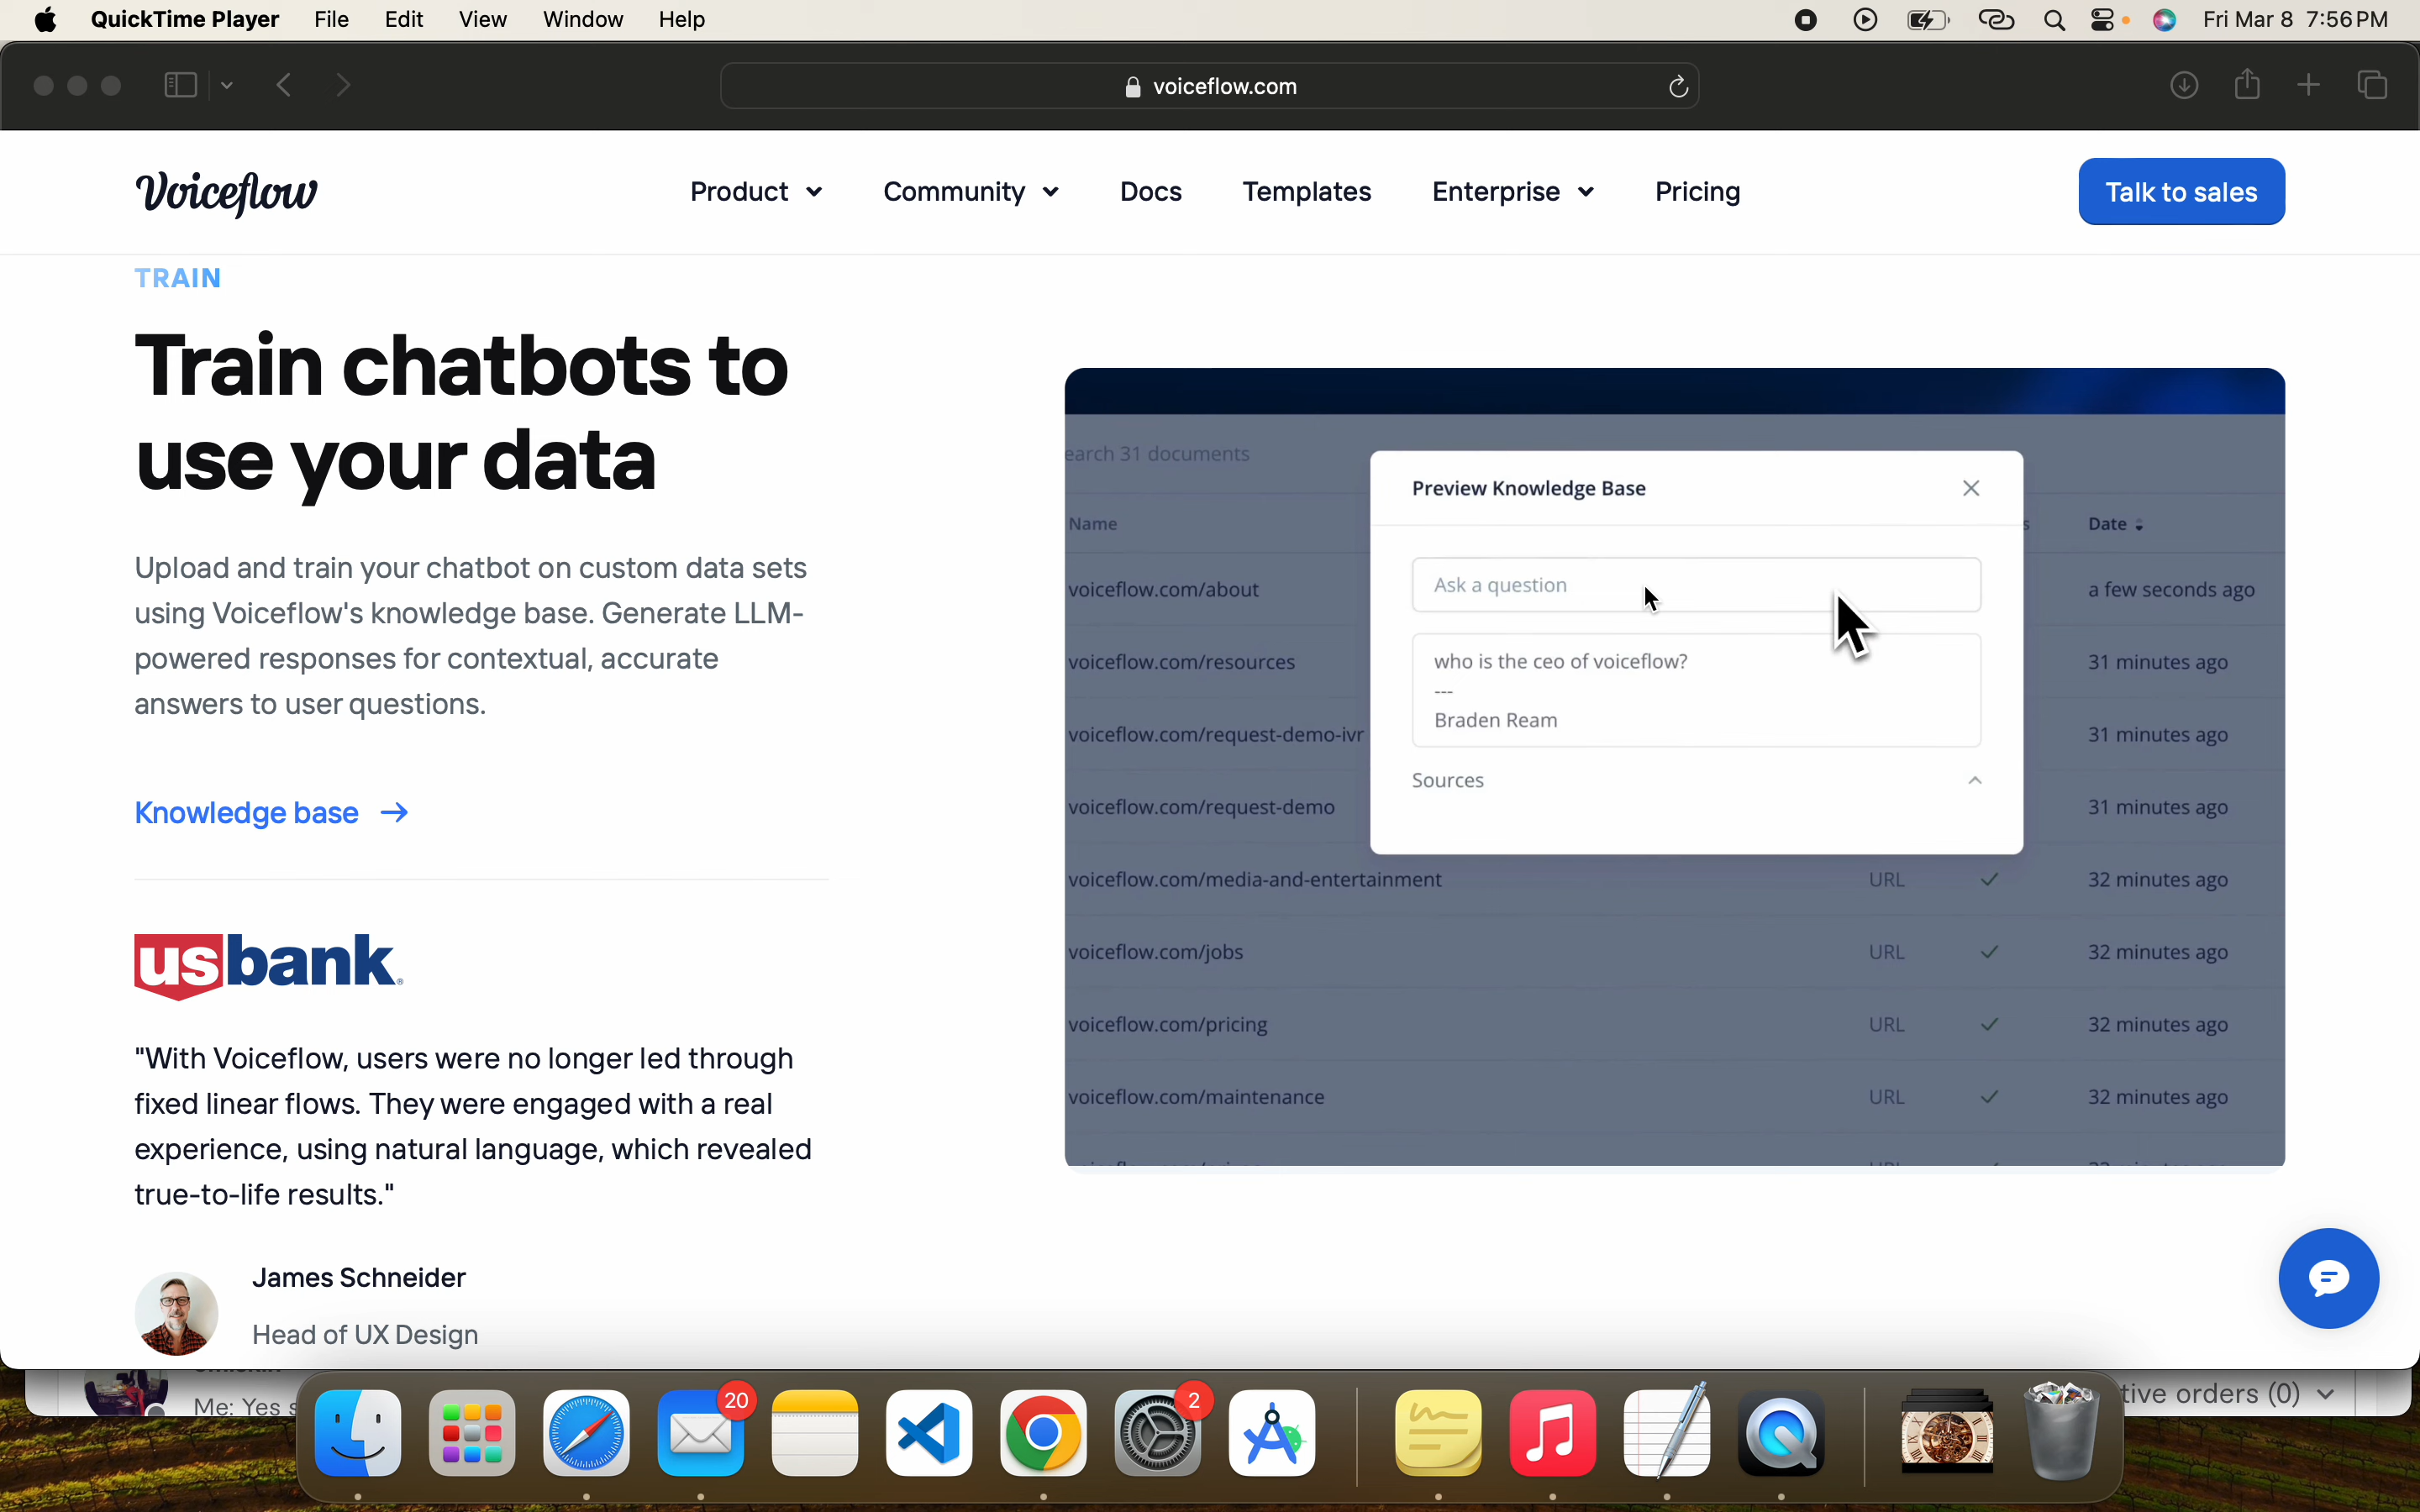 QuickTime Player File Edit View Window Help Fri Mar 8 7:56 PM
voiceflow.com
Voiceflow Product Community Docs Templates Enterprise Pricing Talk to sales
TRAIN
Train chatbots to
use your data
Upload and train your chatbot on custom data sets
using Voiceflow's knowledge base. Generate LLM-
powered responses for contextual, accurate
answers to user questions.
Knowledge base →
usbank
"With Voiceflow, users were no longer led through
fixed linear flows. They were engaged with a real
experience, using natural language, which revealed
true-to-life results."
James Schneider
Head of UX Design
earch 31 documents
Name Date
Preview Knowledge Base
Ask a question
who is the ceo of voiceflow?
---
Braden Ream
Sources
voiceflow.com/about a few seconds ago
voiceflow.com/resources 31 minutes ago
voiceflow.com/request-demo-ivr 31 minutes ago
voiceflow.com/request-demo 31 minutes ago
voiceflow.com/media-and-entertainment URL 32 minutes ago
voiceflow.com/jobs URL 32 minutes ago
voiceflow.com/pricing URL 32 minutes ago
voiceflow.com/maintenance URL 32 minutes ago
Me: Yes
tive orders (0)
20
2